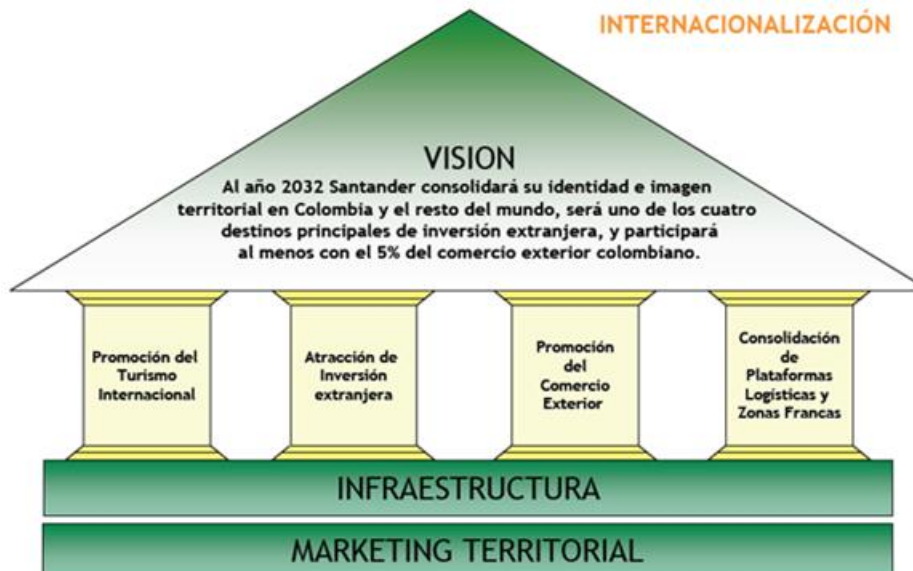 INTERNACIONALIZACIÓN
VISION
Al año 2032 Santander consolidará su identidad e imagen
territorial en Colombia y el resto del mundo, será uno de los cuatro
destinos principales de inversión extranjera, y participará
al menos con el 5% del comercio exterior colombiano.
Promoción del
Turismo
Internacional
Atracción de
Inversión
extranjera
Promoción
del
Comercio
Exterior
Consolidación
de
Plataformas
Logísticas y
Zonas Francas
INFRAESTRUCTURA
MARKETING TERRITORIAL